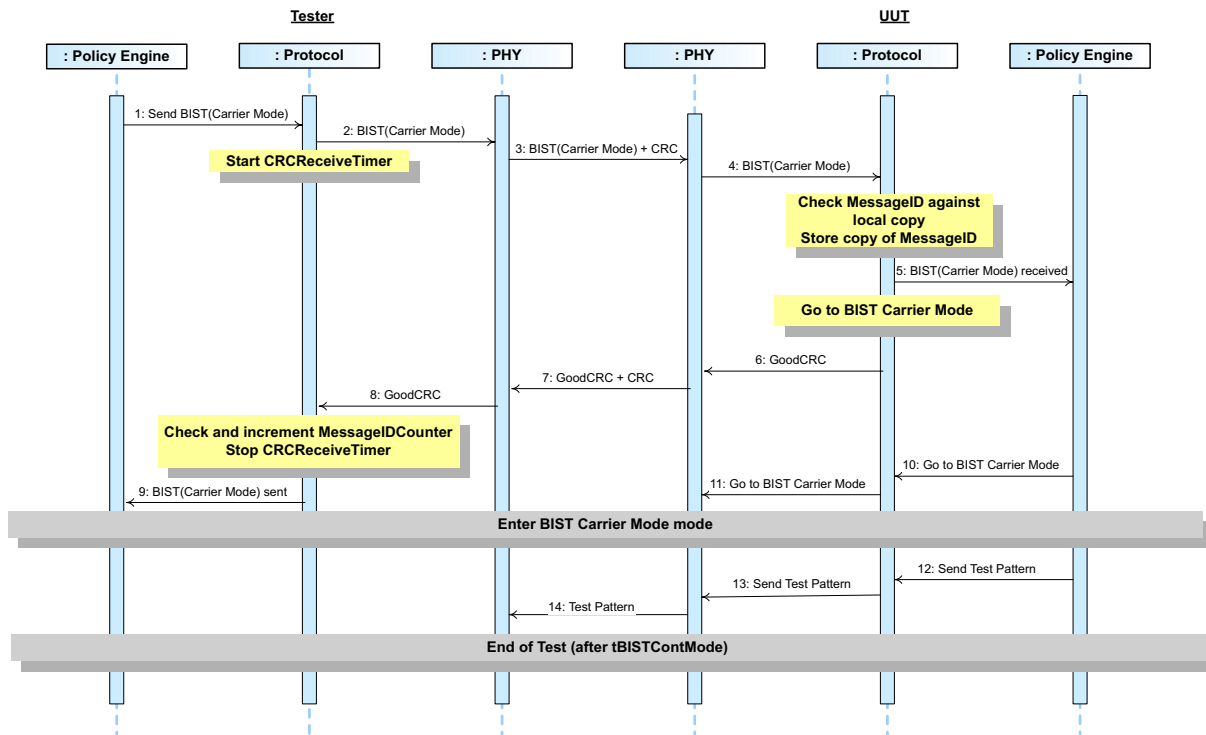 Tester
UUT
: Policy Engine
: Protocol
: PHY
: PHY
: Protocol
: Policy Engine
1: Send BIST(Carrier Mode)
2: BIST(Carrier Mode)
Start CRCReceiveTimer
3: BIST(Carrier Mode) + CRC
4: BIST(Carrier Mode)
Check MessageID against
local copy
Store copy of MessageID
5: BIST(Carrier Mode) received
Go to BIST Carrier Mode
6: GoodCRC
7: GoodCRC + CRC
8: GoodCRC
Check and increment MessageIDCounter
Stop CRCReceiveTimer
9: BIST(Carrier Mode) sent
10: Go to BIST Carrier Mode
11: Go to BIST Carrier Mode
Enter BIST Carrier Mode mode
12: Send Test Pattern
13: Send Test Pattern
14: Test Pattern
End of Test (after tBISTContMode)